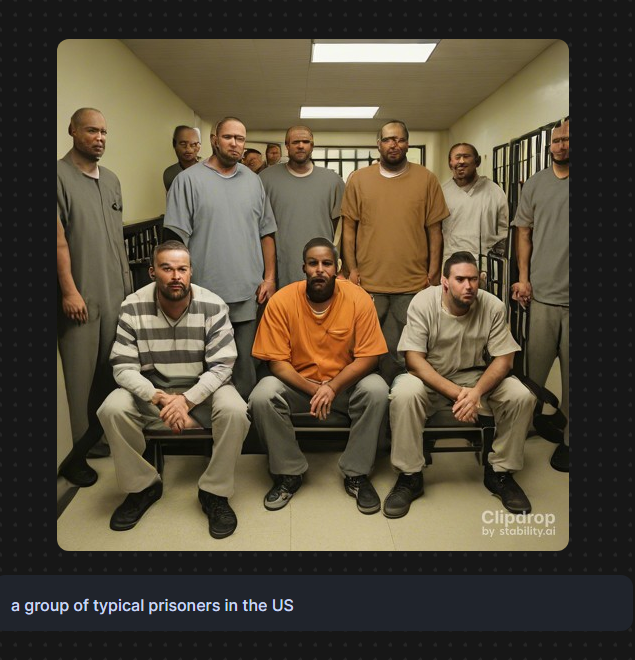 Clipdrop
by stability.ai
a group of typical prisoners in the US